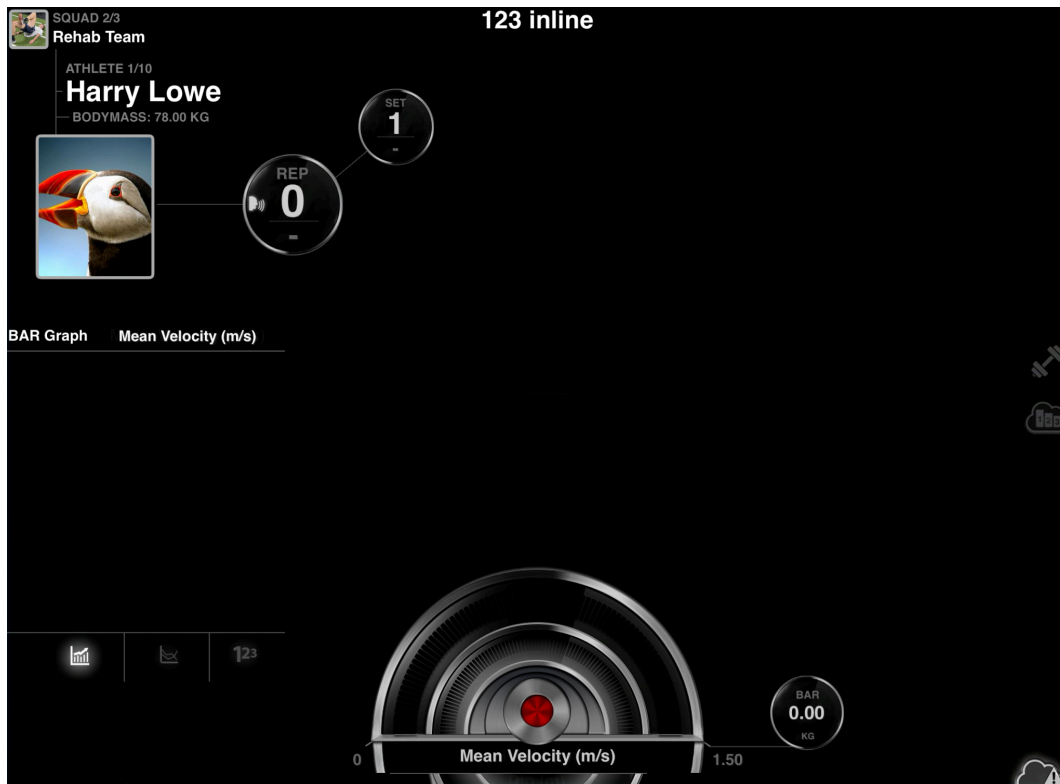 123 inline
SQUAD 2/3
Rehab Team
ATHLETE 1/10
Harry Lowe
BODYMASS: 78.00 KG
SET
1
-
REP
0
-
BAR Graph
Mean Velocity (m/s)
123
BAR
0.00
KG
0
Mean Velocity (m/s)
1.50